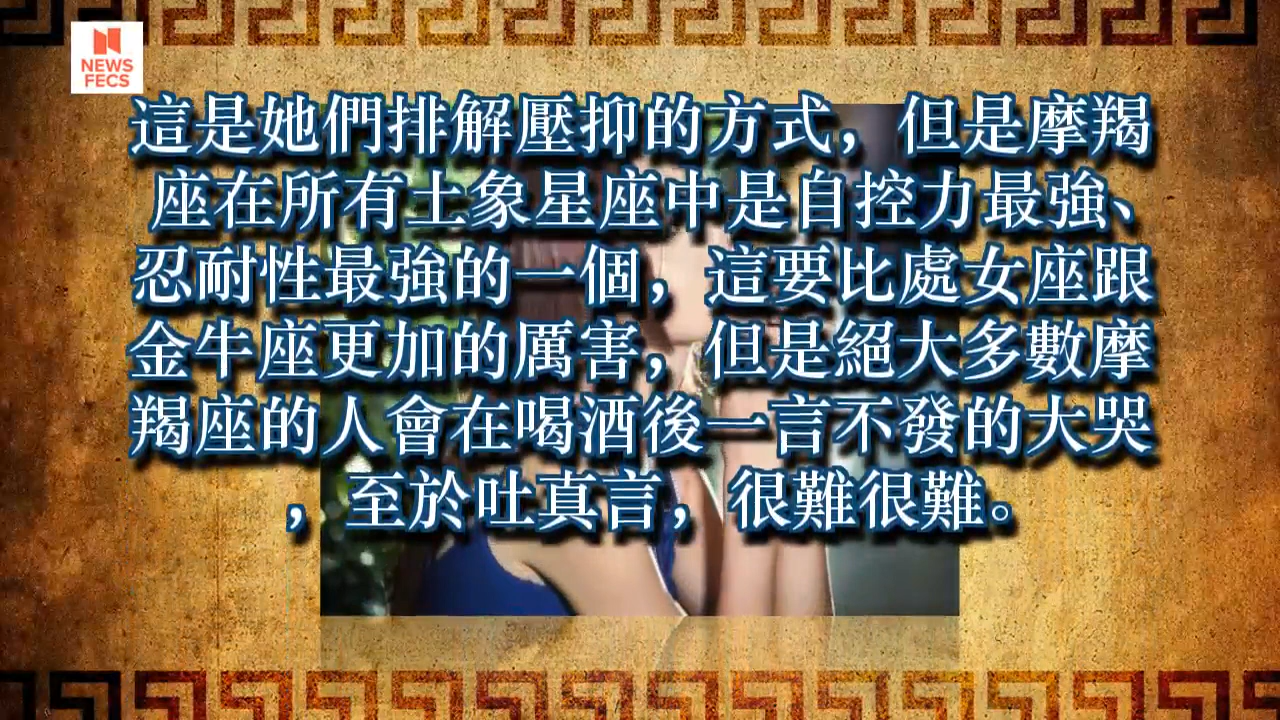 NEWS
FECS
這是她們排解壓抑的方式，但是摩羯
座在所有土象星座中是自控力最強、
忍耐性最強的一個，這要比處女座跟
金牛座更加的厲害，但是絕大多數摩
羯座的人會在喝酒後一言不發的大哭
，至於吐真言，很難很難。